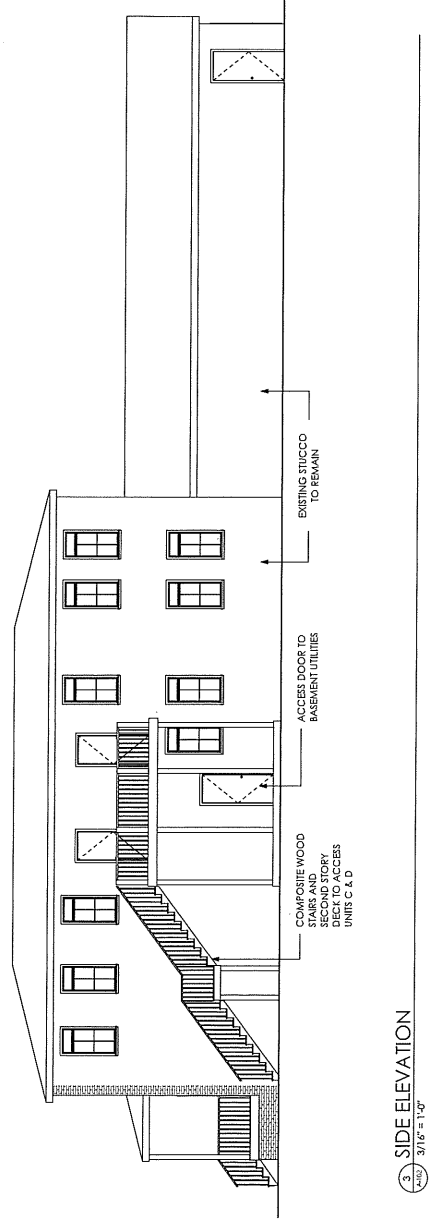 COMPOSITE WOOD
STAIRS AND
SECOND STORY
DECK TO ACCESS
UNITS C & D
ACCESS DOOR TO
BASEMENT UTILITIES
EXISTING STUCCO
TO REMAIN
3
A-102
SIDE ELEVATION
3/16" = 1'-0"